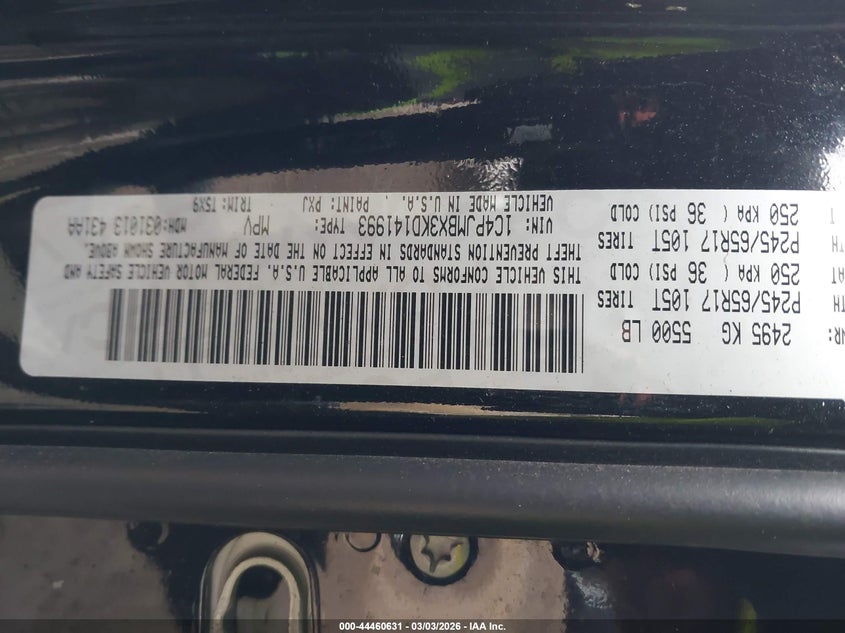 2495 KG 5500 LB
P245/65R17 105T TIRES
250 KPA ( 36 PSI) COLD
P245/65R17 105T TIRES
250 KPA ( 36 PSI) COLD
THIS VEHICLE CONFORMS TO ALL APPLICABLE U.S.A. FEDERAL MOTOR VEHICLE SAFETY AND
THEFT PREVENTION STANDARDS IN EFFECT ON THE DATE OF MANUFACTURE SHOWN ABOVE.
VIN: 1C4PJMBX3KD141993 TYPE: MPV MDH:031013 431AA
VEHICLE MADE IN U.S.A. . PAINT: PXJ TRIM: T5X9
000-44460631 - 03/03/2026 - IAA Inc.